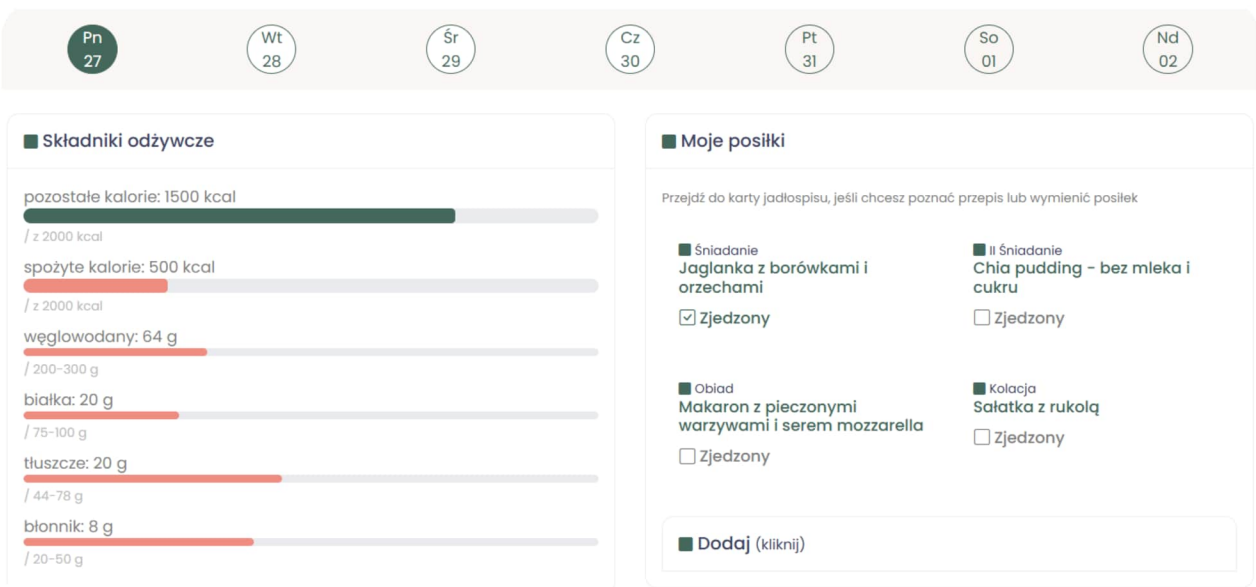 Pn
27
Wt
28
Śr
29
Cz
30
Pt
31
So
01
Nd
02
Składniki odżywcze
pozostałe kalorie: 1500 kcal
/ z 2000 kcal
spożyte kalorie: 500 kcal
/ z 2000 kcal
węglowodany: 64 g
/ 200-300 g
białka: 20 g
/ 75-100 g
tłuszcze: 20 g
/ 44-78 g
błonnik: 8 g
/ 20-50 g
Moje posiłki
Przejdź do karty jadłospisu, jeśli chcesz poznać przepis lub wymienić posiłek
Śniadanie
Jaglanka z borówkami i
orzechami
Zjedzony
II Śniadanie
Chia pudding - bez mleka i
cukru
Zjedzony
Obiad
Makaron z pieczonymi
warzywami i serem mozzarella
Zjedzony
Kolacja
Sałatka z rukolą
Zjedzony
Dodaj (kliknij)